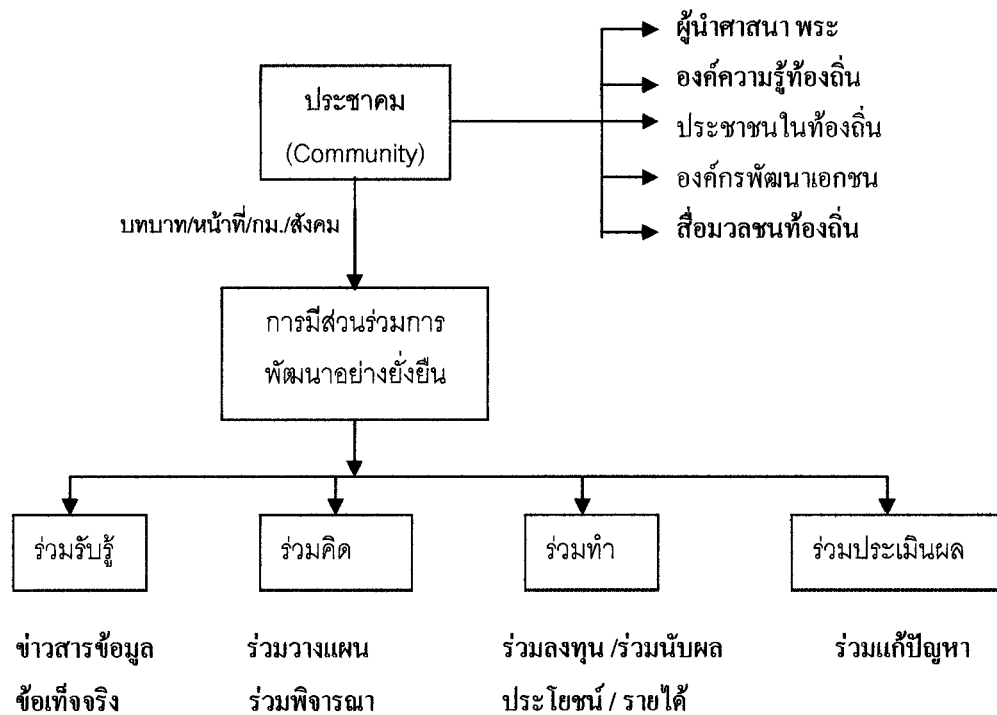 ผู้นำศาสนา พระ
องค์ความรู้ท้องถิ่น
ประชาคม
(Community)
ประชาชนในท้องถิ่น
องค์กรพัฒนาเอกชน
สื่อมวลชนท้องถิ่น
บทบาท/หน้าที่/กม./สังคม
การมีส่วนร่วมการ
พัฒนาอย่างยั่งยืน
ร่วมรับรู้
ร่วมคิด
ร่วมทำ
ร่วมประเมินผล
ข่าวสารข้อมูล
ข้อเท็จจริง
ร่วมวางแผน
ร่วมพิจารณา
ร่วมลงทุน /ร่วมนับผล
ประโยชน์ / รายได้
ร่วมแก้ปัญหา